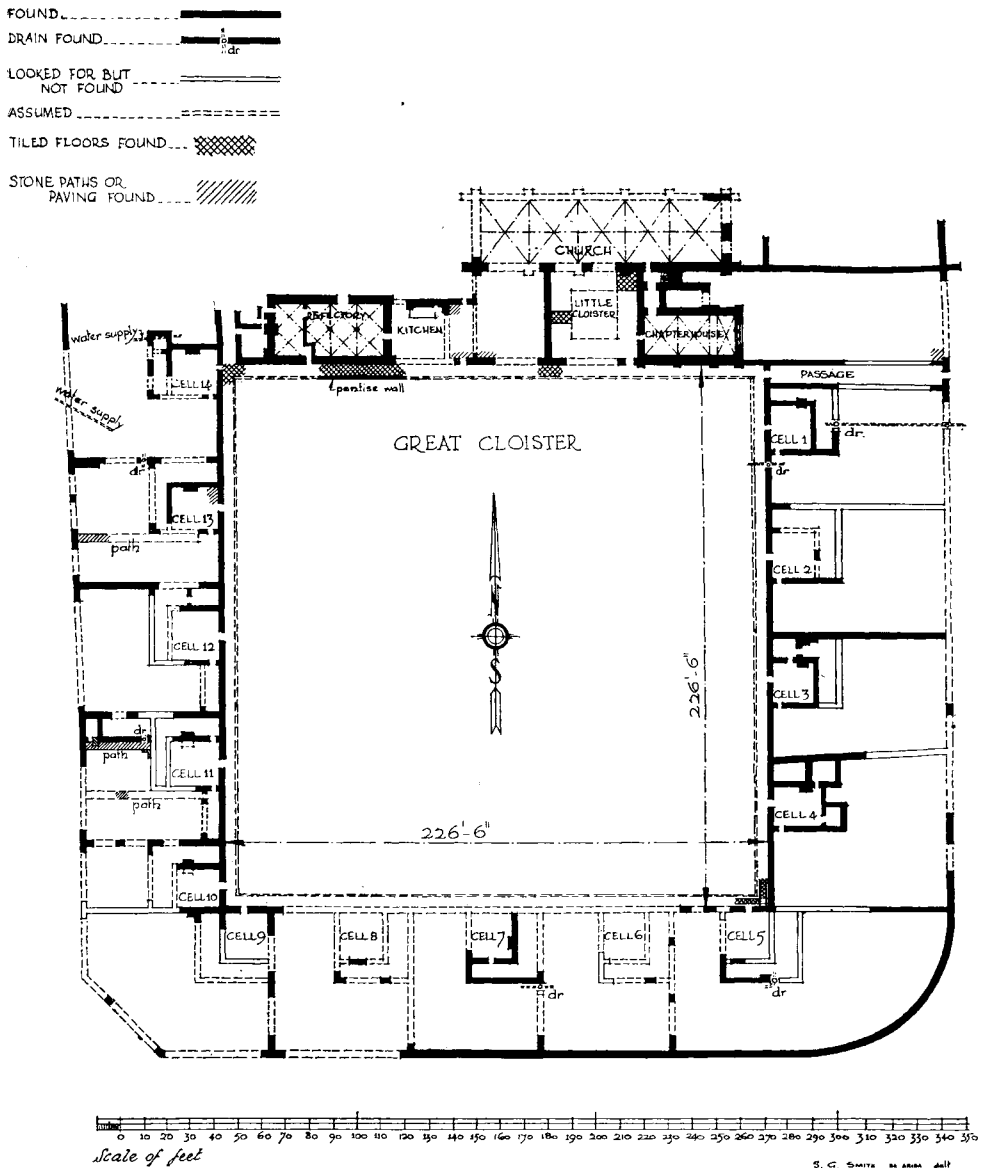 FOUND
DRAIN FOUND
dr
LOOKED FOR BUT
NOT FOUND
ASSUMED
TILED FLOORS FOUND
STONE PATHS OR
PAVING FOUND
CHURCH
LITTLE
CLOISTER
REFECTORY
KITCHEN
CHAPTER HOUSE
water supply
CELL 14
pentise wall
PASSAGE
water supply
GREAT CLOISTER
CELL 1
dr.
dr
dr
CELL 13
path
CELL 2
CELL 12
S
226'-6"
CELL 3
dr
path
CELL 11
path
CELL 4
226'-6"
CELL 10
CELL 9
CELL 8
CELL 7
CELL 6
CELL 5
dr
dr
0 10 20 30 40 50 60 70 80 90 100 110 120 130 140 150 160 170 180 190 200 210 220 230 240 250 260 270 280 290 300 310 320 330 340 350
Scale of feet
S. G. SMITH